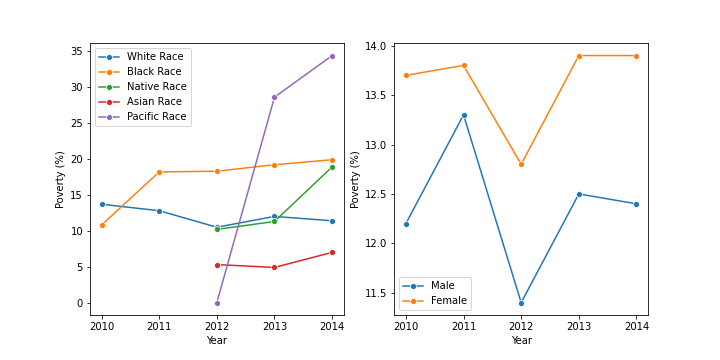 35
30
25
20
15
10
5
0
Poverty (%)
White Race
Black Race
Native Race
Asian Race
Pacific Race
2010 2011 2012 2013 2014
Year
14.0
13.5
13.0
12.5
12.0
11.5
Poverty (%)
Male
Female
2010 2011 2012 2013 2014
Year